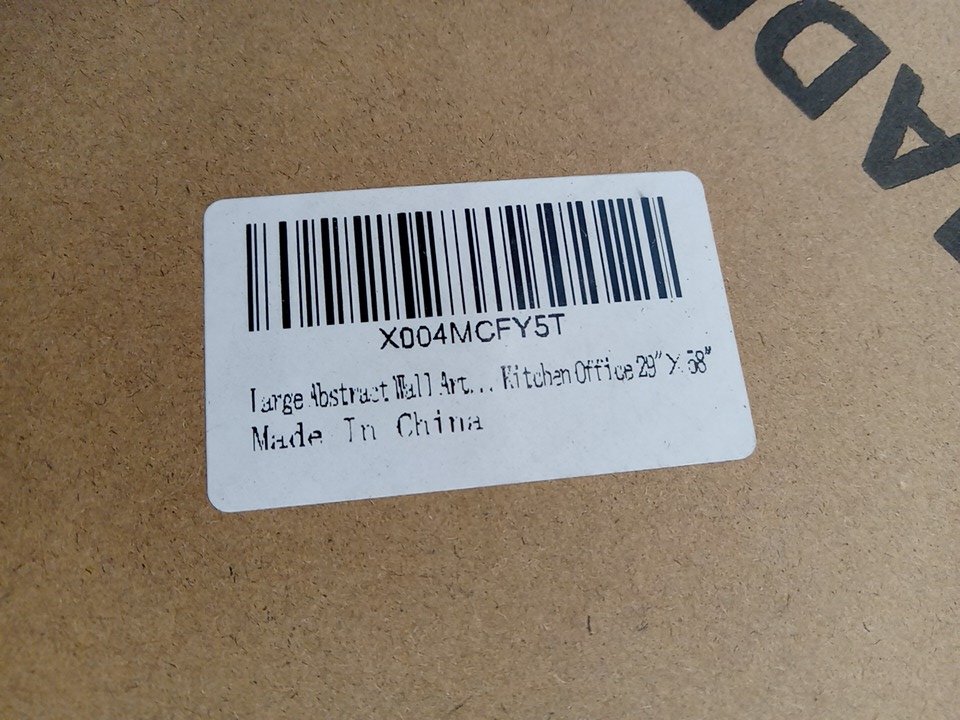 X004MCFY5T
Large Abstract Wall Art... Kitchen Office 29" X 58"
Made In China